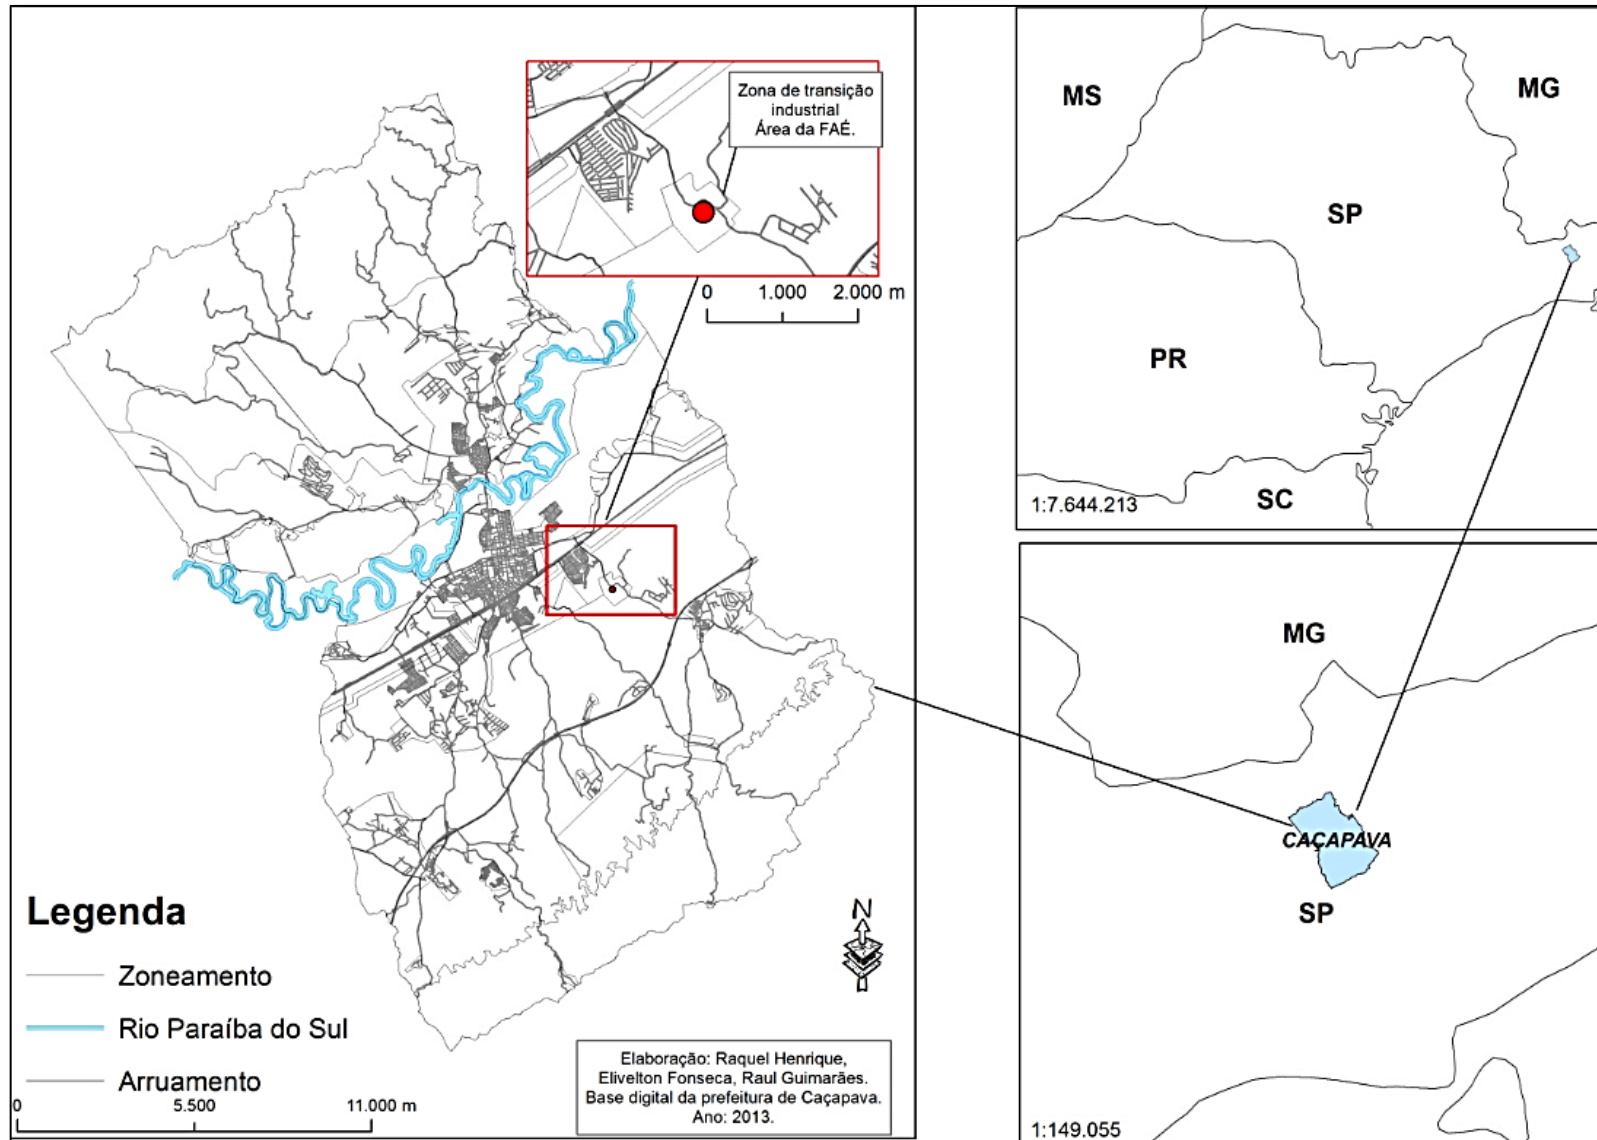 Zona de transição
industrial
Área da FAÉ.
0 1.000 2.000 m
Legenda
Zoneamento
Rio Paraíba do Sul
Arruamento
0 5.500 11.000 m
N
Elaboração: Raquel Henrique,
Elivelton Fonseca, Raul Guimarães.
Base digital da prefeitura de Caçapava.
Ano: 2013.
MS
MG
SP
PR
SC
1:7.644.213
MG
CAÇAPAVA
SP
1:149.055